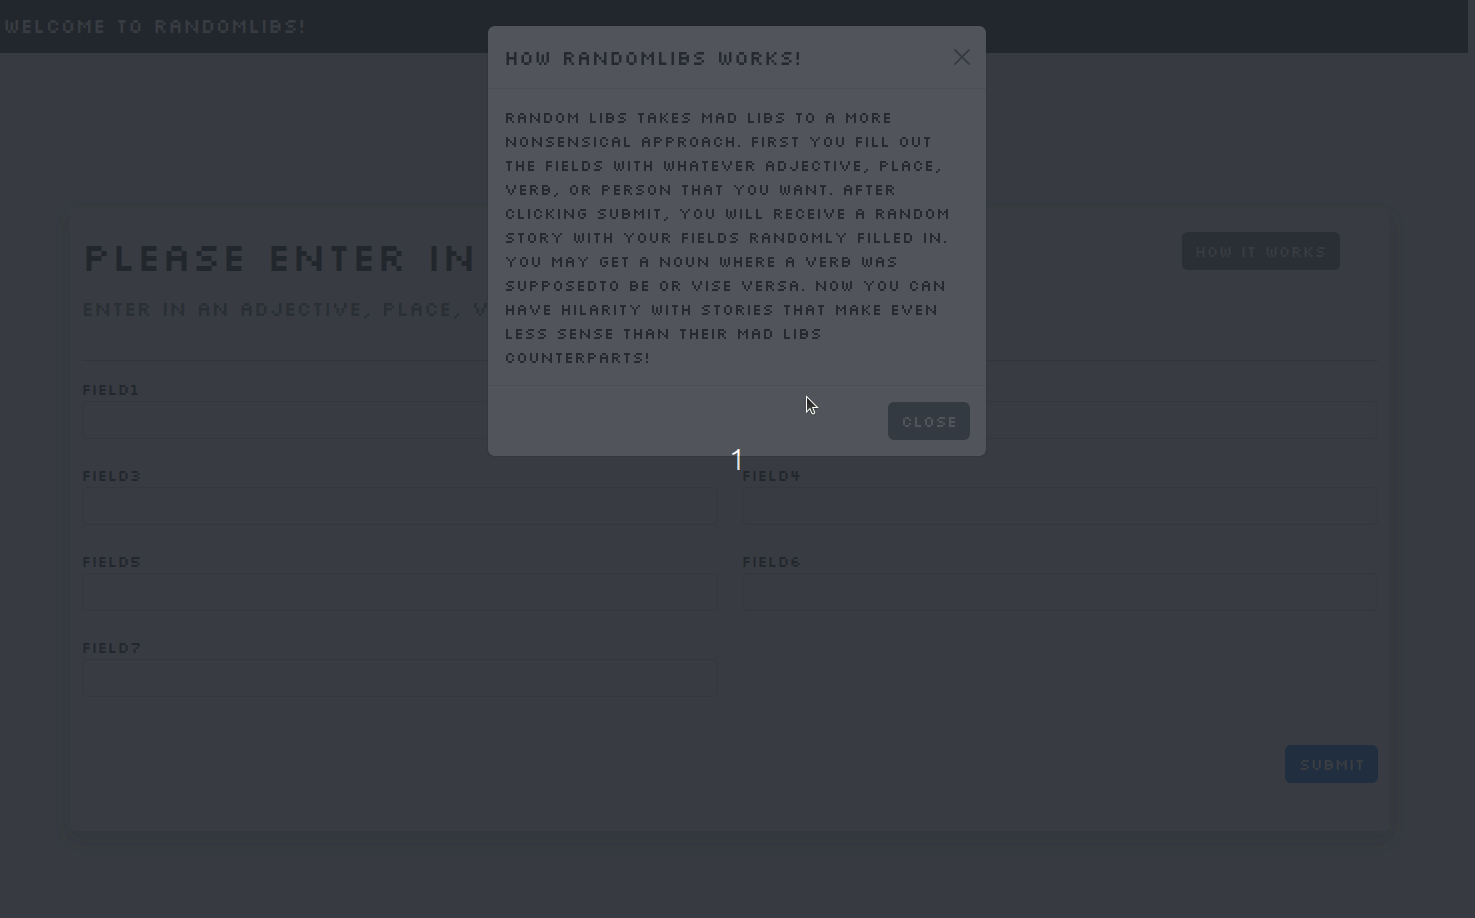 WELCOME TO RANDOMLIBS!
HOW RANDOMLIBS WORKS!
RANDOM LIBS TAKES MAD LIBS TO A MORE
NONSENSICAL APPROACH. FIRST YOU FILL OUT
THE FIELDS WITH WHATEVER ADJECTIVE, PLACE,
VERB, OR PERSON THAT YOU WANT. AFTER
CLICKING SUBMIT, YOU WILL RECEIVE A RANDOM
STORY WITH YOUR FIELDS RANDOMLY FILLED IN.
YOU MAY GET A NOUN WHERE A VERB WAS
SUPPOSEDTO BE OR VISE VERSA. NOW YOU CAN
HAVE HILARITY WITH STORIES THAT MAKE EVEN
LESS SENSE THAN THEIR MAD LIBS
COUNTERPARTS!
CLOSE
1
PLEASE ENTER IN
HOW IT WORKS
ENTER IN AN ADJECTIVE, PLACE, V
FIELD1
FIELD3
FIELD4
FIELD5
FIELD6
FIELD7
SUBMIT